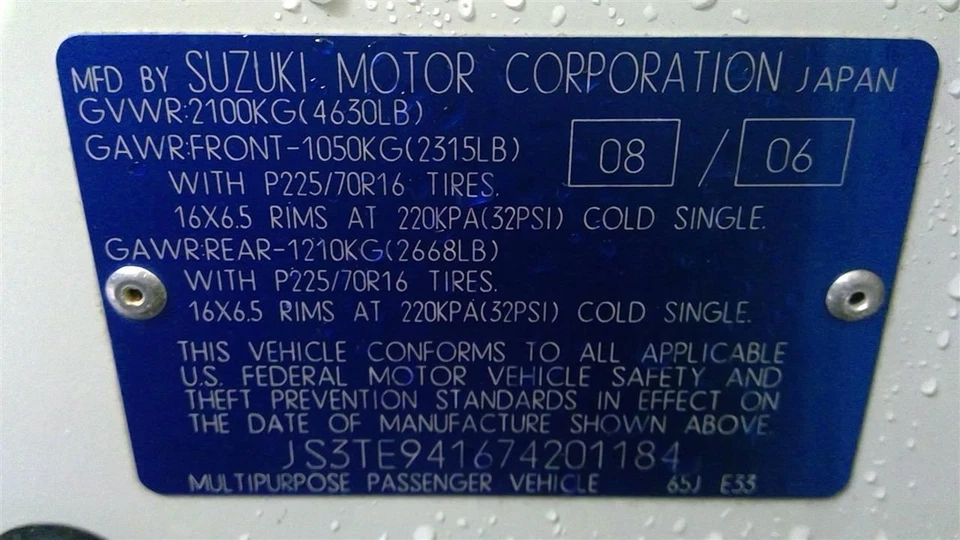 MFD BY SUZUKI MOTOR CORPORATION JAPAN
GVWR:2100KG(4630LB)
GAWR:FRONT-1050KG(2315LB) 08 / 06
WITH P225/70R16 TIRES.
16X6.5 RIMS AT 220KPA(32PSI) COLD SINGLE.
GAWR:REAR-1210KG(2668LB)
WITH P225/70R16 TIRES.
16X6.5 RIMS AT 220KPA(32PSI) COLD SINGLE.
THIS VEHICLE CONFORMS TO ALL APPLICABLE
U.S. FEDERAL MOTOR VEHICLE SAFETY AND
THEFT PREVENTION STANDARDS IN EFFECT ON
THE DATE OF MANUFACTURE SHOWN ABOVE.
JS3TE941674201184
MULTIPURPOSE PASSENGER VEHICLE 65J E33